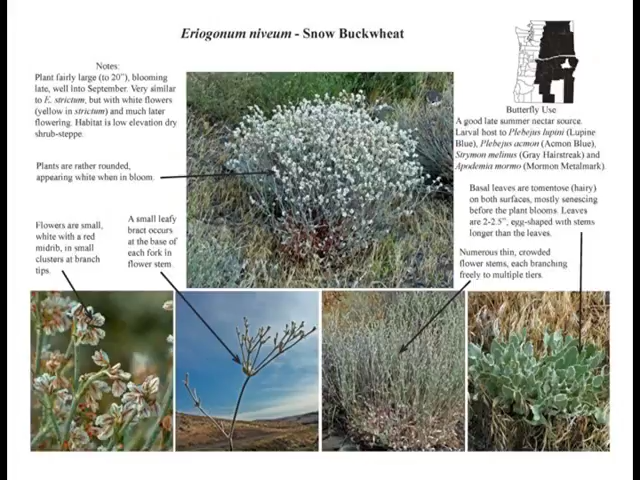 Eriogonum niveum - Snow Buckwheat
Notes:
Plant fairly large (to 20"), blooming
late, well into September. Very similar
to E. strictum, but with white flowers
(yellow in strictum) and much later
flowering. Habitat is low elevation dry
shrub-steppe.
Butterfly Use
A good late summer nectar source.
Larval host to Plebejus lupini (Lupine
Blue), Plebejus acmon (Acmon Blue),
Strymon melinus (Gray Hairstreak) and
Apodemia mormo (Mormon Metalmark).
Plants are rather rounded,
appearing white when in bloom.
Basal leaves are tomentose (hairy)
on both surfaces, mostly senescing
before the plant blooms. Leaves
are 2-2.5", egg-shaped with stems
longer than the leaves.
Flowers are small,
white with a red
midrib, in small
clusters at branch
tips.
A small leafy
bract occurs
at the base of
each fork in
flower stem.
Numerous thin, crowded
flower stems, each branching
freely to multiple tiers.